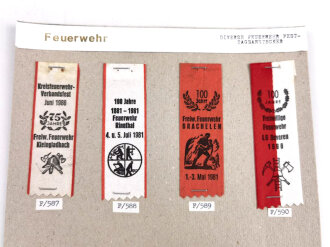 Feuerwehr
DIVERSE FEUERWEHR FEST-
Kreisfeuerwehr-
Verbandsfest
Juni 1986
75
JAHRE
Freiw. Feuerwehr
Kleingladbach
F/587
100 Jahre
1881 – 1981
Feuerwehr
4. u. 5. Juli 1981
F/588
100
Jahre
Freiw. Feuerwehr
BRACHELEN
1.-3. Mai 1981
F/589
100
Jahre
Freiwillige
Feuerwehr
LG Doveren
F/590